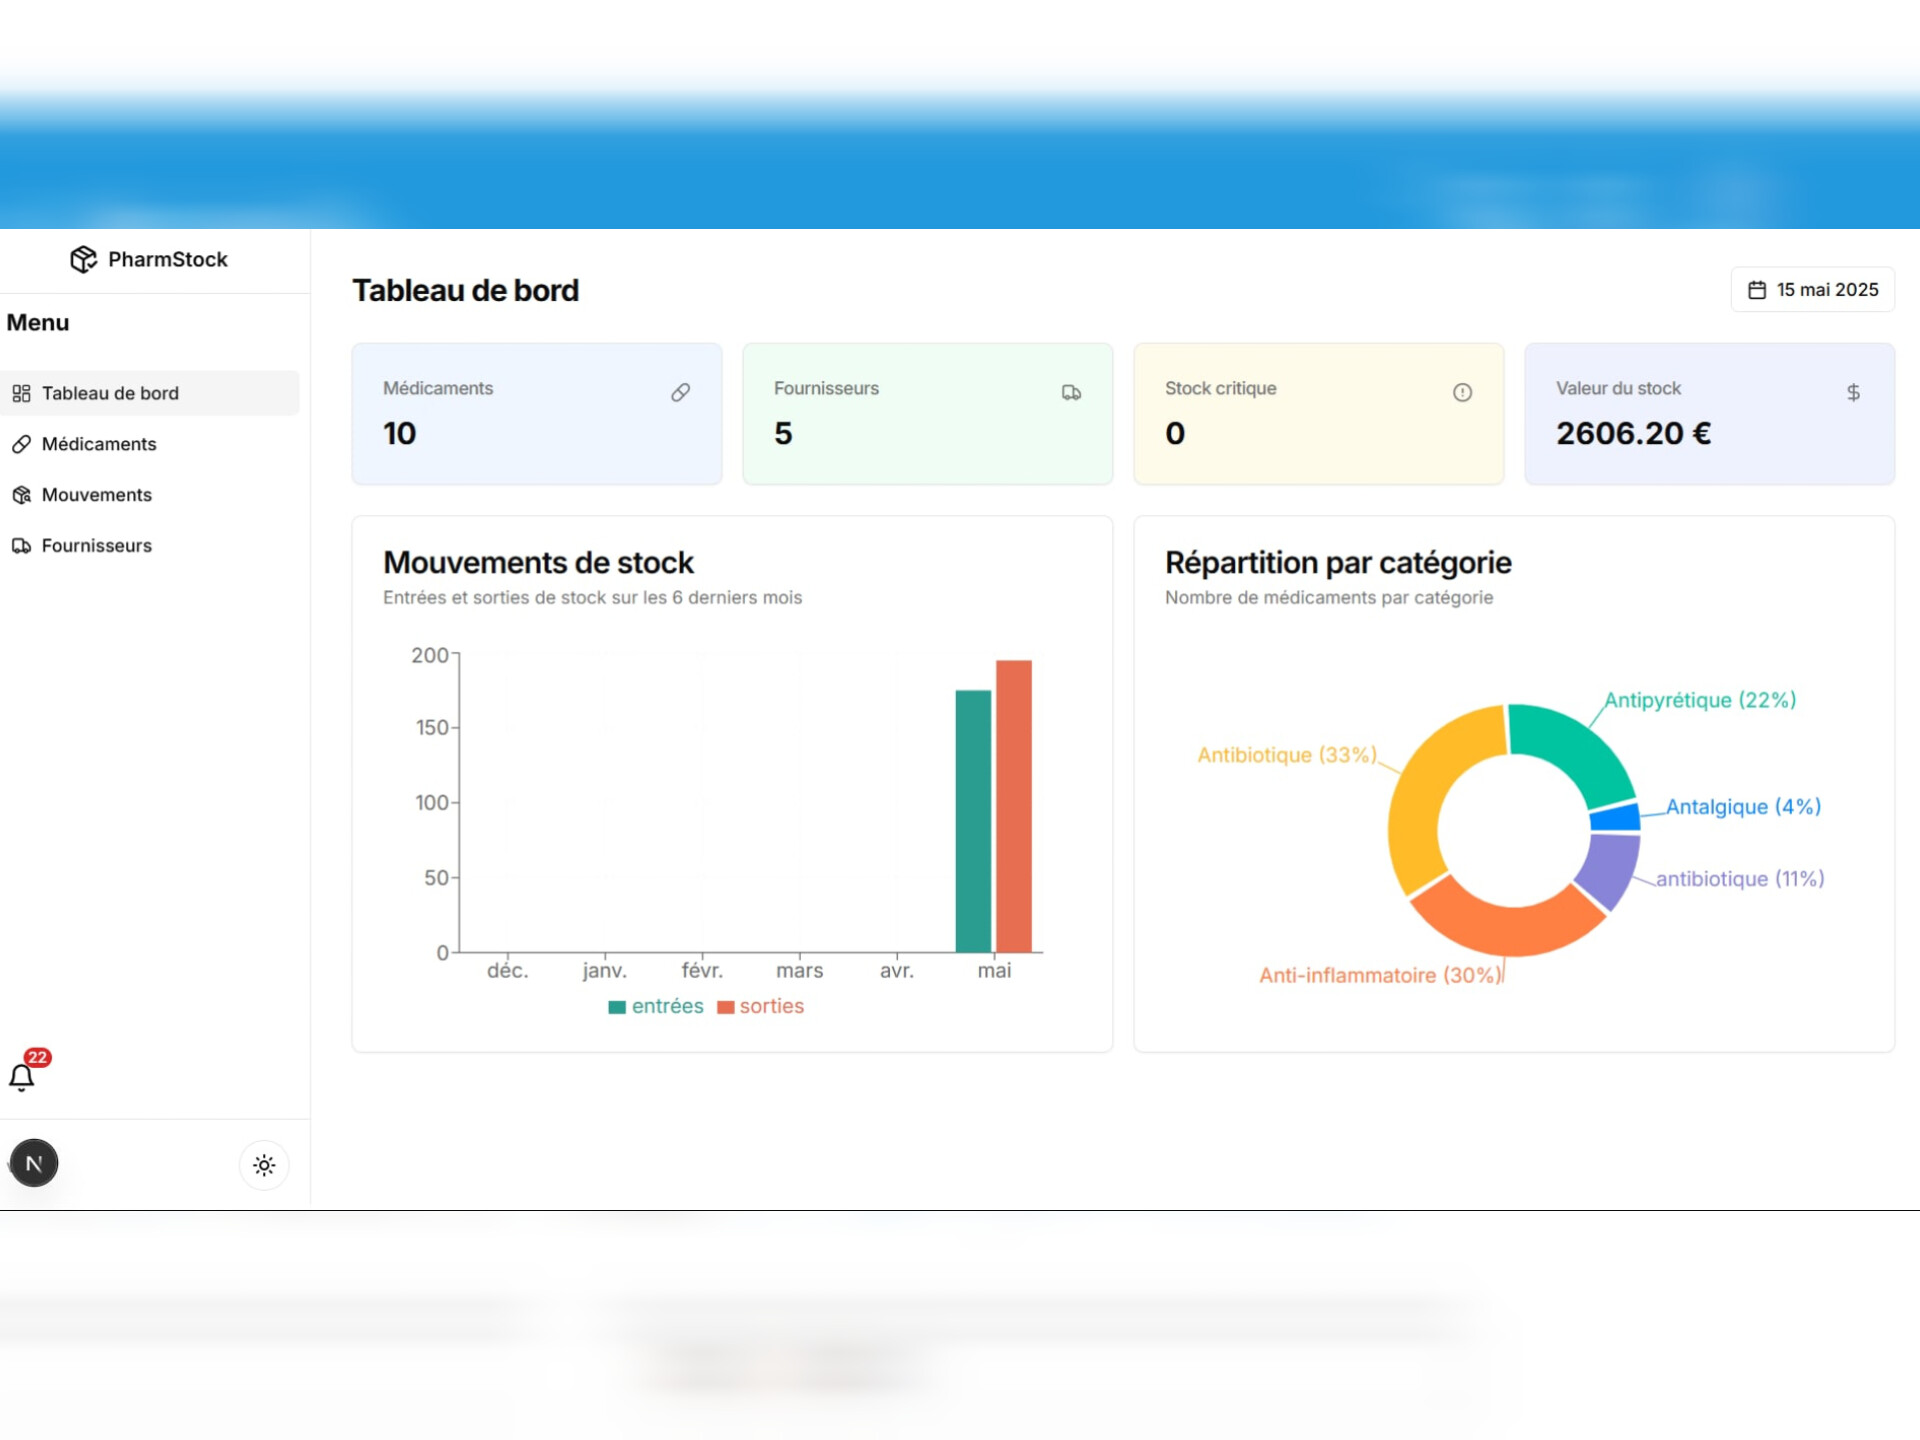 PharmStock
Menu
Tableau de bord
Médicaments
Mouvements
Fournisseurs
22
N
Tableau de bord
15 mai 2025
Médicaments
10
Fournisseurs
5
Stock critique
0
Valeur du stock
$
2606.20 €
Mouvements de stock
Entrées et sorties de stock sur les 6 derniers mois
200
150
100
50
0
déc. janv. févr. mars avr. mai
entrées sorties
Répartition par catégorie
Nombre de médicaments par catégorie
Antipyrétique (22%)
Antibiotique (33%)
Antalgique (4%)
antibiotique (11%)
Anti-inflammatoire (30%)